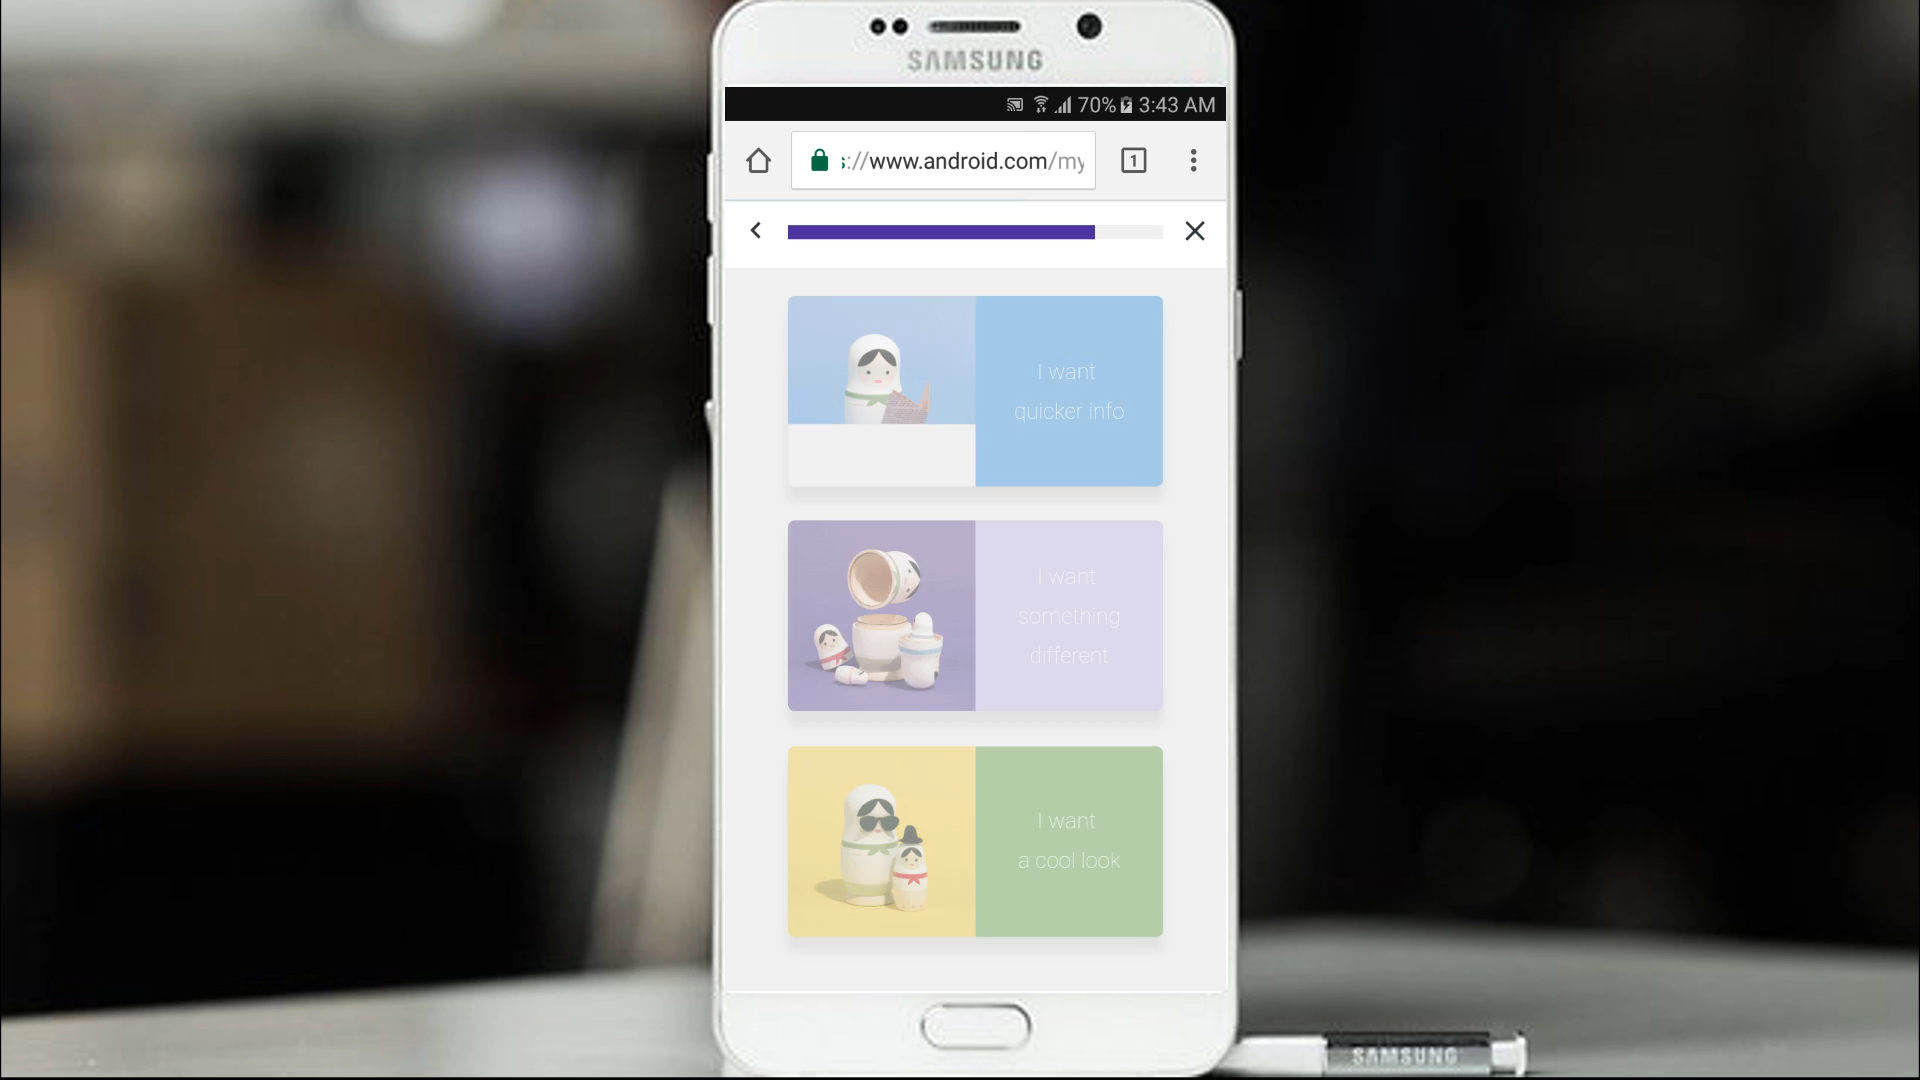 SAMSUNG
70% 3:43 AM
s://www.android.com/my
1
I want
quicker info
I want
something
different
I want
a cool look
SAMSUNG